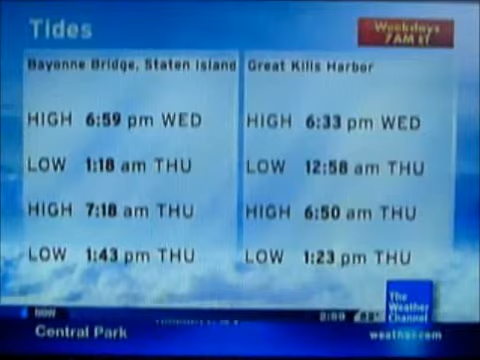 Tides
Weekdays
7AM ET
Bayonne Bridge, Staten Island
HIGH 6:59 pm WED
LOW 1:18 am THU
HIGH 7:18 am THU
LOW 1:43 pm THU
Great Kills Harbor
HIGH 6:33 pm WED
LOW 12:58 am THU
HIGH 6:50 am THU
LOW 1:23 pm THU
The
Weather
Channel
NOW
Central Park
weather.com